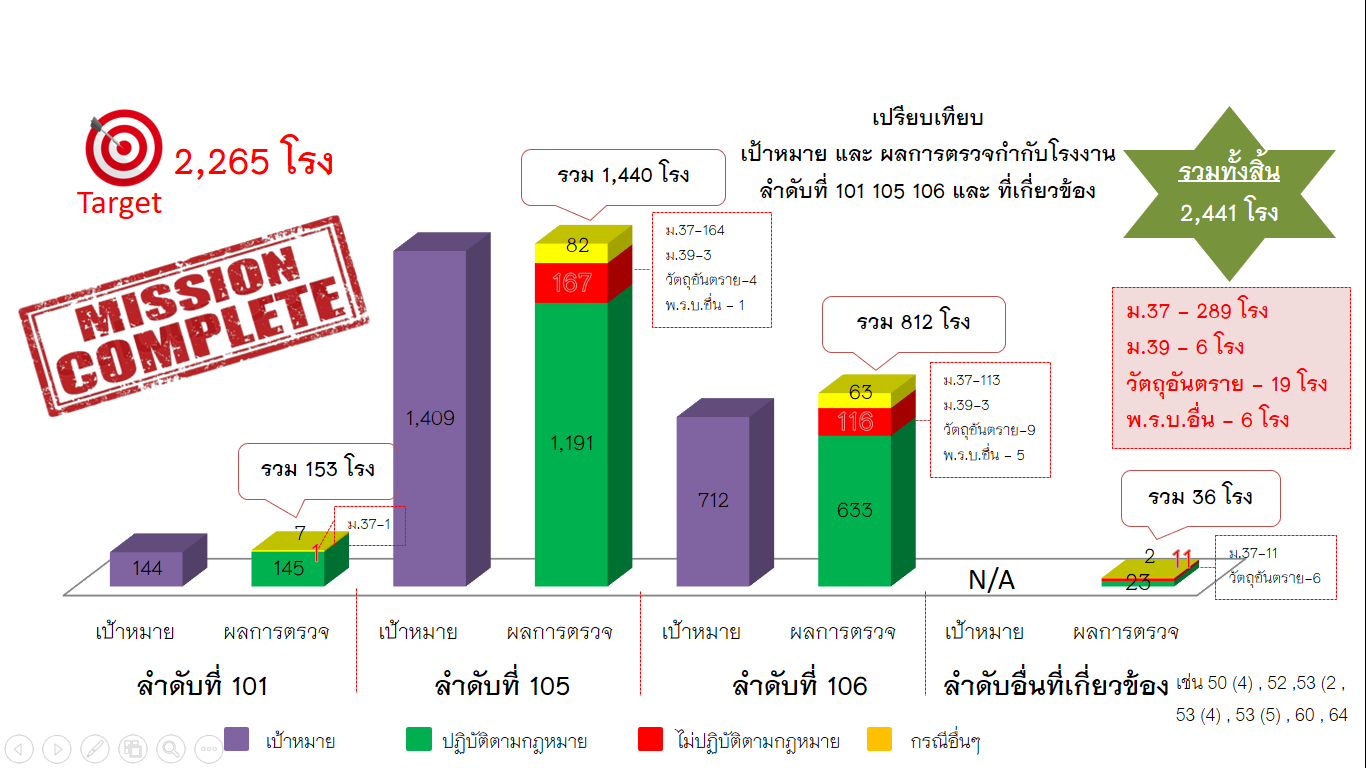 เปรียบเทียบ
เป้าหมาย และ ผลการตรวจกำกับโรงงาน
ลำดับที่ 101 105 106 และ ที่เกี่ยวข้อง
2,265 โรง
Target
MISSION
COMPLETE
รวมทั้งสิ้น
2,441 โรง
ม.37 - 289 โรง
ม.39 - 6 โรง
วัตถุอันตราย - 19 โรง
พ.ร.บ.อื่น - 6 โรง
รวม 153 โรง
7
1
ม.37-1
144
145
รวม 1,440 โรง
82
167
ม.37-164
ม.39-3
วัตถุอันตราย-4
พ.ร.บ.อื่น - 1
1,409
1,191
รวม 812 โรง
63
116
ม.37-113
ม.39-3
วัตถุอันตราย-9
พ.ร.บ.อื่น - 5
712
633
รวม 36 โรง
2
11
23
ม.37-11
วัตถุอันตราย-6
N/A
เป้าหมาย ผลการตรวจ เป้าหมาย ผลการตรวจ เป้าหมาย ผลการตรวจ เป้าหมาย ผลการตรวจ
ลำดับที่ 101 ลำดับที่ 105 ลำดับที่ 106 ลำดับอื่นที่เกี่ยวข้อง
เช่น 50 (4) , 52 ,53 (2 ,
53 (4) , 53 (5) , 60 , 64
เป้าหมาย ปฏิบัติตามกฎหมาย ไม่ปฏิบัติตามกฎหมาย กรณีอื่นๆ